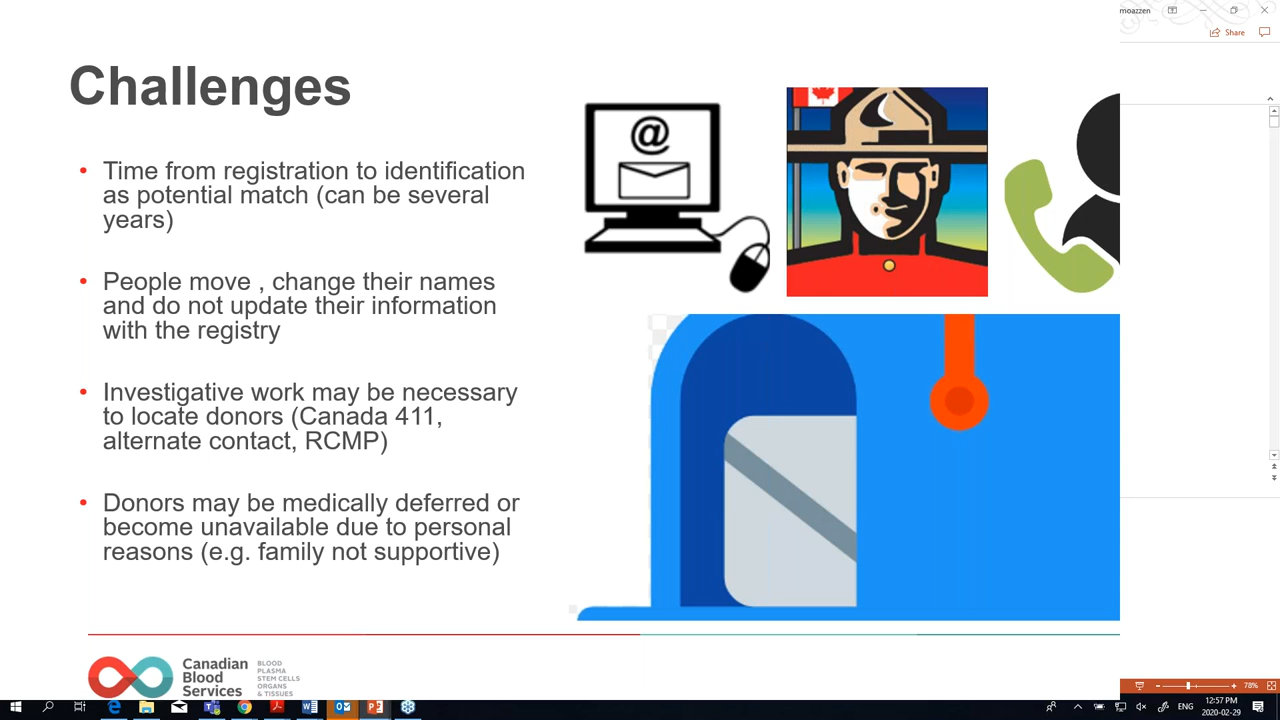 moazzen
Share
Challenges
• Time from registration to identification
as potential match (can be several
years)
• People move , change their names
and do not update their information
with the registry
• Investigative work may be necessary
to locate donors (Canada 411,
alternate contact, RCMP)
• Donors may be medically deferred or
become unavailable due to personal
reasons (e.g. family not supportive)
@
Canadian
Blood
Services
BLOOD
PLASMA
STEM CELLS
ORGANS
& TISSUES
78%
ENG
12:57 PM
2020-02-29